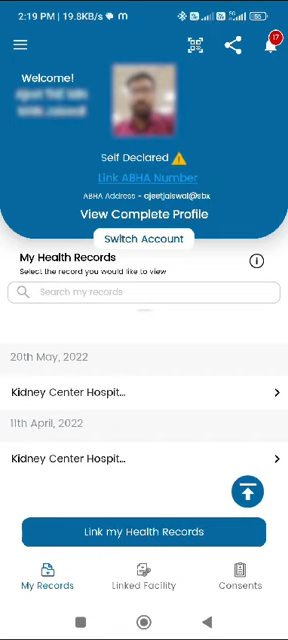 2:19 PM | 19.8KB/s
17
Welcome!
Self Declared
Link ABHA Number
ABHA Address - ajeetjaiswal@sbx
View Complete Profile
Switch Account
My Health Records
Select the record you would like to view
Search my records
20th May, 2022
Kidney Center Hospit...
11th April, 2022
Kidney Center Hospit...
Link my Health Records
My Records
Linked Facility
Consents